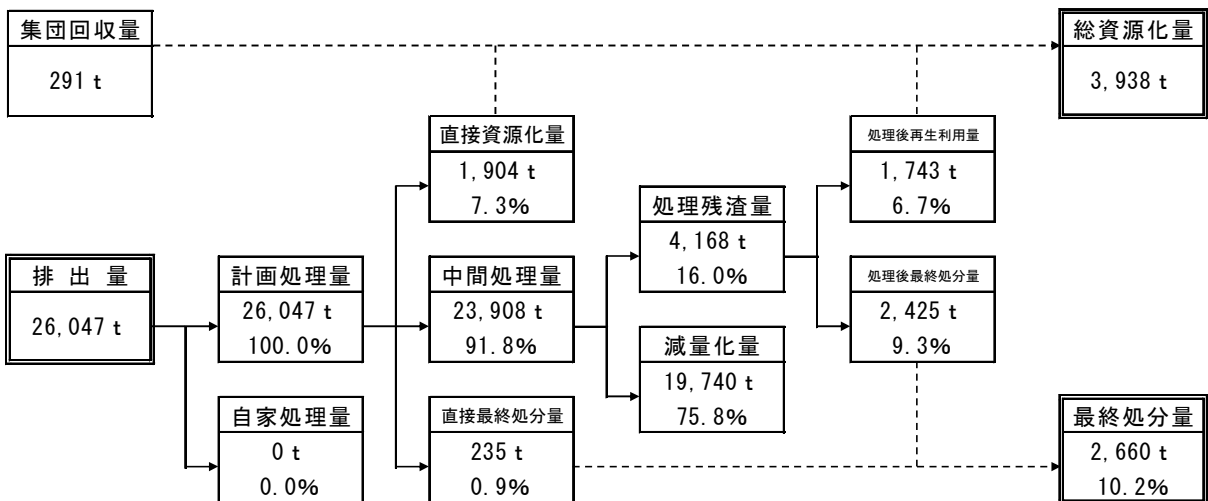 集団回収量
291 t
総資源化量
3,938 t
直接資源化量
1,904 t
7.3%
処理後再生利用量
1,743 t
6.7%
処理残渣量
4,168 t
16.0%
排出量
26,047 t
計画処理量
26,047 t
100.0%
中間処理量
23,908 t
91.8%
処理後最終処分量
2,425 t
9.3%
減量化量
19,740 t
75.8%
自家処理量
0 t
0.0%
直接最終処分量
235 t
0.9%
最終処分量
2,660 t
10.2%